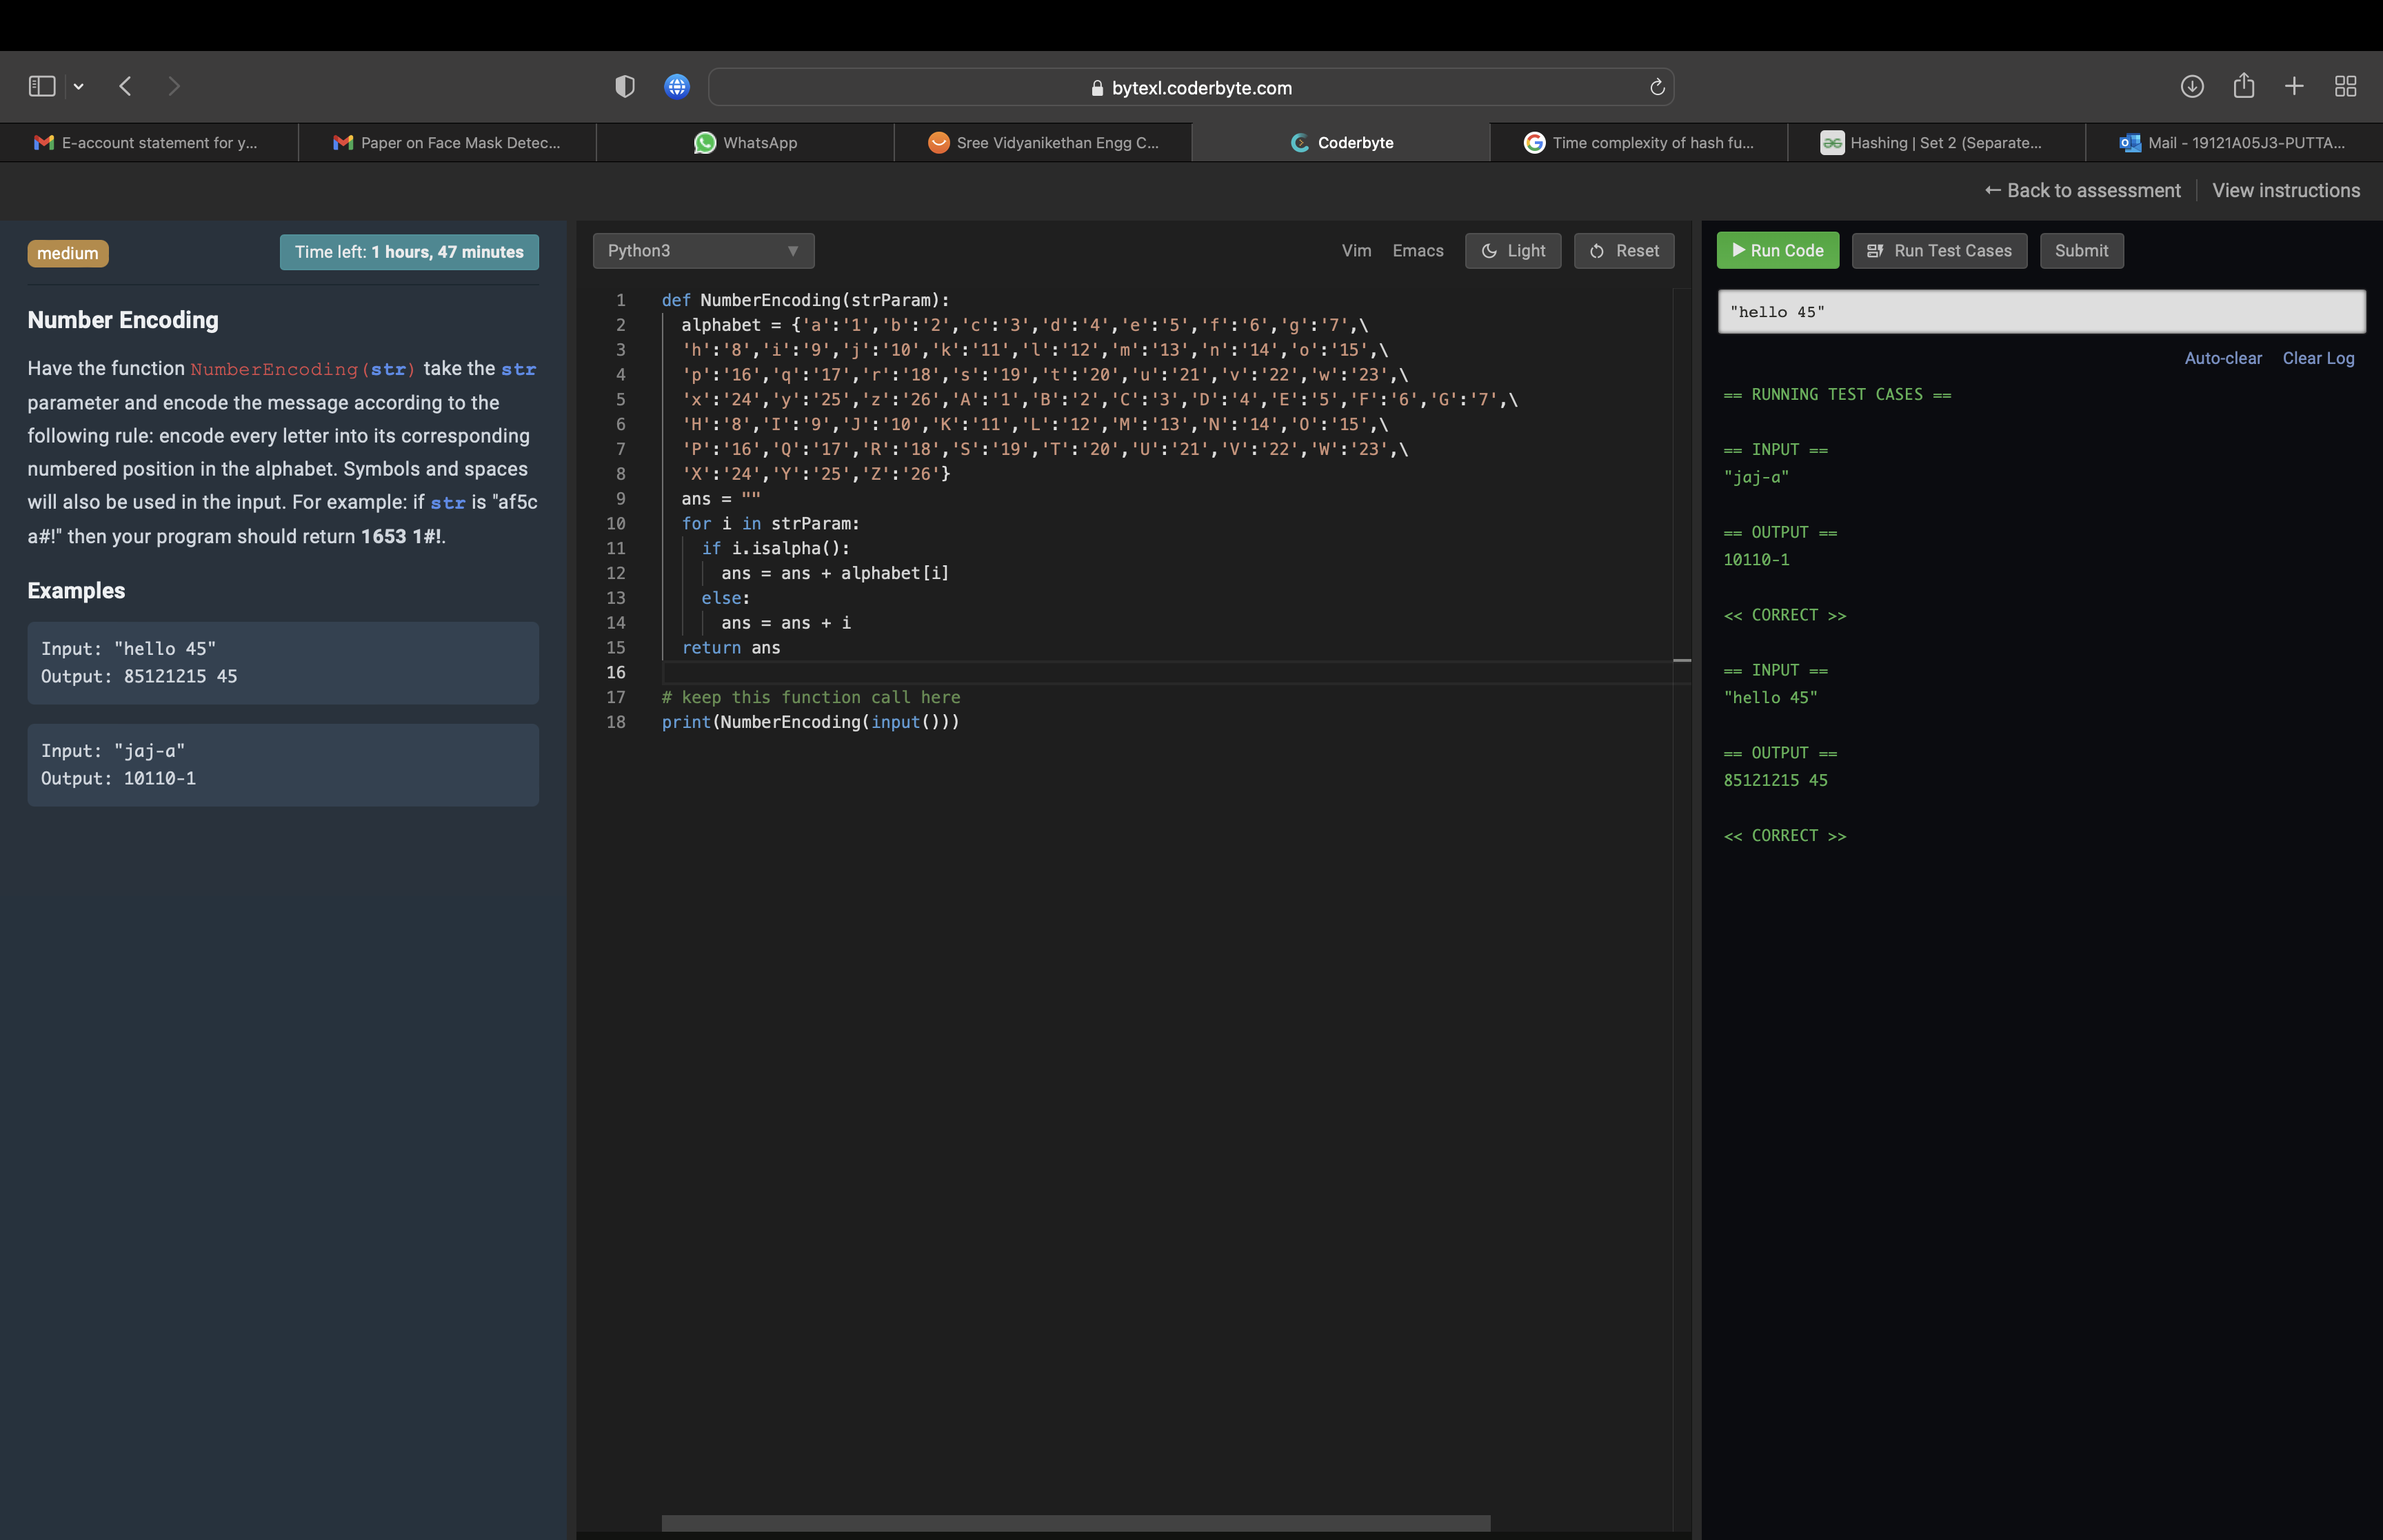 bytexl.coderbyte.com
E-account statement for y...
Paper on Face Mask Detec...
WhatsApp
Sree Vidyanikethan Engg C...
Coderbyte
Time complexity of hash fu...
Hashing | Set 2 (Separate...
Mail - 19121A05J3-PUTTA...
← Back to assessment
View instructions
medium
Time left: 1 hours, 47 minutes
Number Encoding
Have the function NumberEncoding(str) take the str
parameter and encode the message according to the
following rule: encode every letter into its corresponding
numbered position in the alphabet. Symbols and spaces
will also be used in the input. For example: if str is "af5c
a#!" then your program should return 1653 1#!.
Examples
Input: "hello 45"
Output: 85121215 45
Input: "jaj-a"
Output: 10110-1
Python3
Vim
Emacs
Light
Reset
1 def NumberEncoding(strParam):
2 alphabet = {'a':'1','b':'2','c':'3','d':'4','e':'5','f':'6','g':'7',\
3 'h':'8','i':'9','j':'10','k':'11','l':'12','m':'13','n':'14','o':'15',\
4 'p':'16','q':'17','r':'18','s':'19','t':'20','u':'21','v':'22','w':'23',\
5 'x':'24','y':'25','z':'26','A':'1','B':'2','C':'3','D':'4','E':'5','F':'6','G':'7',\
6 'H':'8','I':'9','J':'10','K':'11','L':'12','M':'13','N':'14','O':'15',\
7 'P':'16','Q':'17','R':'18','S':'19','T':'20','U':'21','V':'22','W':'23',\
8 'X':'24','Y':'25','Z':'26'}
9 ans = ""
10 for i in strParam:
11 if i.isalpha():
12 ans = ans + alphabet[i]
13 else:
14 ans = ans + i
15 return ans
16
17 # keep this function call here
18 print(NumberEncoding(input()))
Run Code
Run Test Cases
Submit
"hello 45"
Auto-clear
Clear Log
== RUNNING TEST CASES ==
== INPUT ==
"jaj-a"
== OUTPUT ==
10110-1
<< CORRECT >>
== INPUT ==
"hello 45"
== OUTPUT ==
85121215 45
<< CORRECT >>